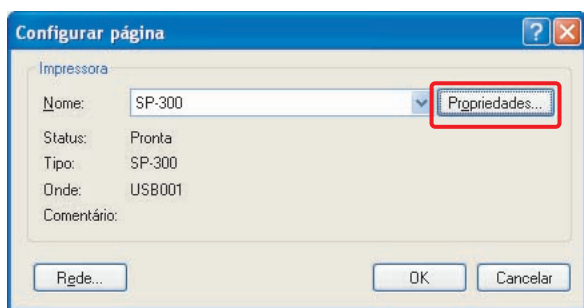 Configurar página
Impressora
Nome: SP-300 Propriedades...
Status: Pronta
Tipo: SP-300
Onde: USB001
Comentário:
Rede... OK Cancelar